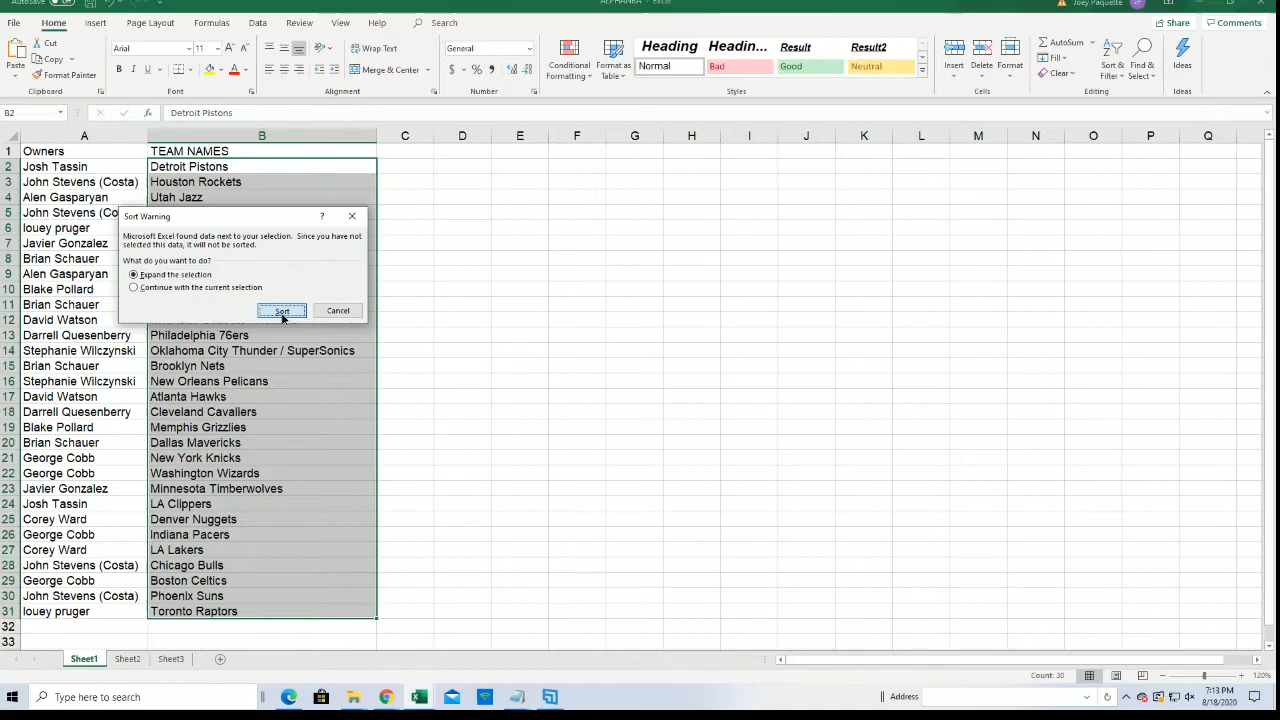 AutoSave
ALPHANBA - Excel
Joey Paquette
File Home Insert Page Layout Formulas Data Review View Help Search Share Comments
Paste Cut Copy Format Painter Clipboard
Arial 11 A A B I U A Font
ab Wrap Text Merge & Center Alignment
General $ % , Number
Conditional Formatting Format as Table
Heading Headin... Result Result2
Normal Bad Good Neutral
Styles
Insert Delete Format Cells
AutoSum Fill Clear Sort & Filter Find & Select Editing
Ideas Ideas
B2 fx Detroit Pistons
A B C D E F G H I J K L M N O P Q
1 Owners TEAM NAMES
2 Josh Tassin Detroit Pistons
3 John Stevens (Costa) Houston Rockets
4 Alen Gasparyan Utah Jazz
5 John Stevens (Co
6 louey pruger
7 Javier Gonzalez
8 Brian Schauer
9 Alen Gasparyan
10 Blake Pollard
11 Brian Schauer
12 David Watson
Sort Warning ?
Microsoft Excel found data next to your selection. Since you have not
selected this data, it will not be sorted.
What do you want to do?
Expand the selection
Continue with the current selection
Sort Cancel
13 Darrell Quesenberry Philadelphia 76ers
14 Stephanie Wilczynski Oklahoma City Thunder / SuperSonics
15 Brian Schauer Brooklyn Nets
16 Stephanie Wilczynski New Orleans Pelicans
17 David Watson Atlanta Hawks
18 Darrell Quesenberry Cleveland Cavaliers
19 Blake Pollard Memphis Grizzlies
20 Brian Schauer Dallas Mavericks
21 George Cobb New York Knicks
22 George Cobb Washington Wizards
23 Javier Gonzalez Minnesota Timberwolves
24 Josh Tassin LA Clippers
25 Corey Ward Denver Nuggets
26 George Cobb Indiana Pacers
27 Corey Ward LA Lakers
28 John Stevens (Costa) Chicago Bulls
29 George Cobb Boston Celtics
30 John Stevens (Costa) Phoenix Suns
31 louey pruger Toronto Raptors
32
33
Sheet1 Sheet2 Sheet3
Count: 30 120%
Type here to search
Address
7:13 PM
8/18/2020